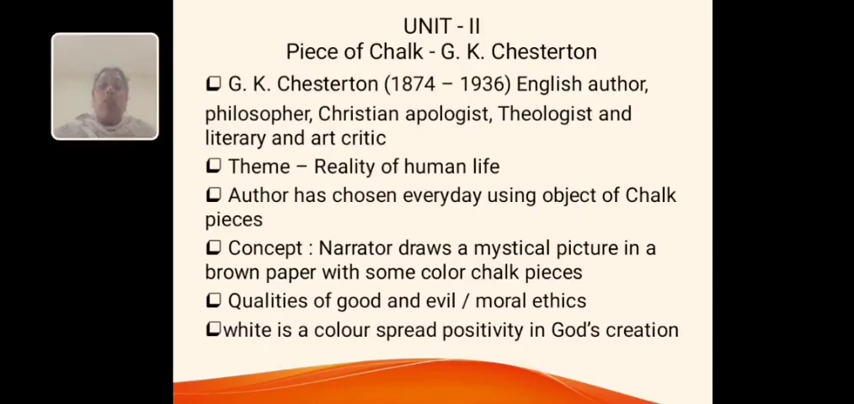 UNIT - II
Piece of Chalk - G. K. Chesterton
❑ G. K. Chesterton (1874 – 1936) English author,
philosopher, Christian apologist, Theologist and
literary and art critic
❑ Theme – Reality of human life
❑ Author has chosen everyday using object of Chalk
pieces
❑ Concept : Narrator draws a mystical picture in a
brown paper with some color chalk pieces
❑ Qualities of good and evil / moral ethics
❑white is a colour spread positivity in God's creation